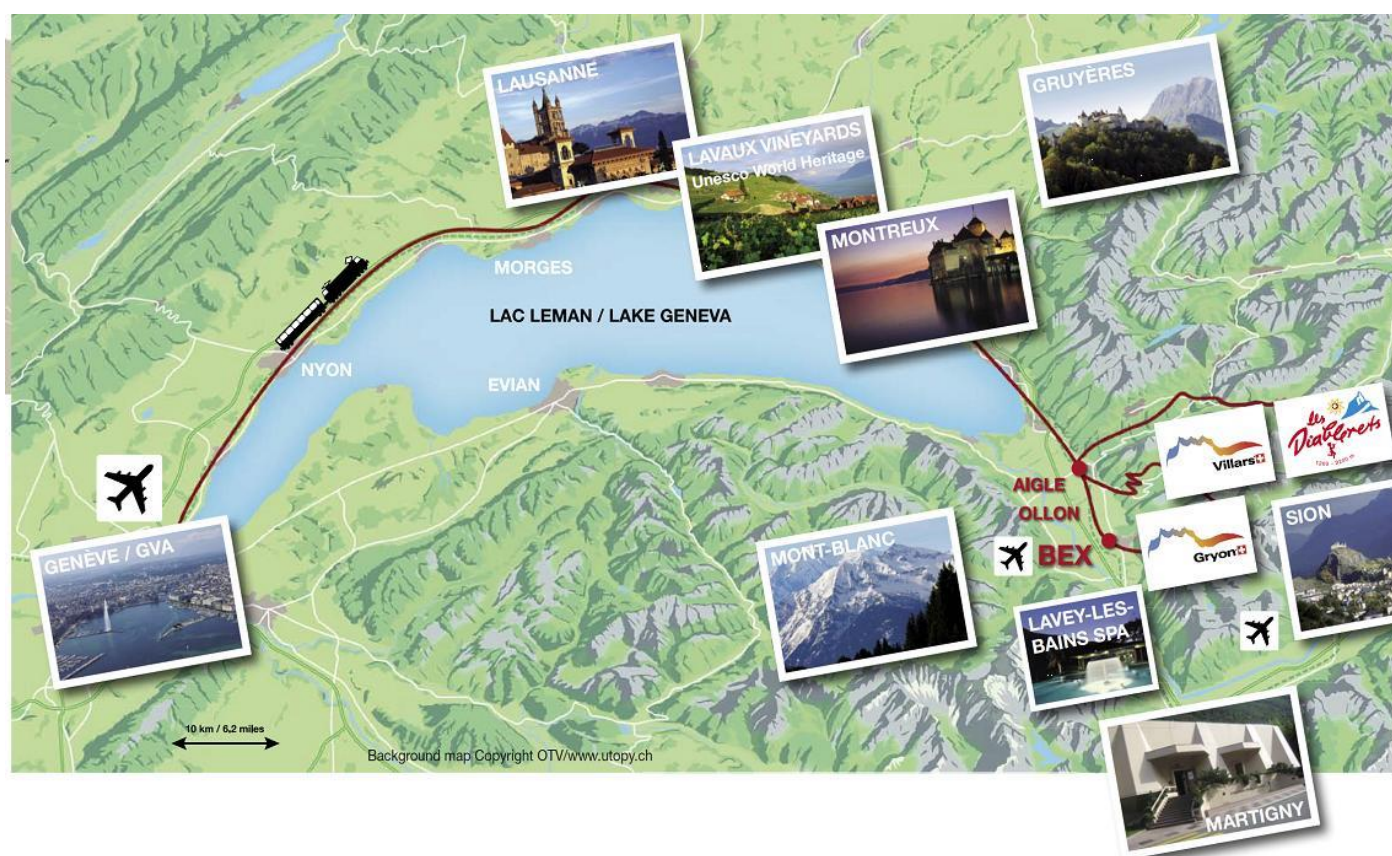 LAUSANNE
LAVAUX VINEYARDS
Unesco World Heritage
GRUYÈRES
MONTREUX
MORGES
LAC LEMAN / LAKE GENEVA
NYON
EVIAN
les
Diablerets
Villars
AIGLE
OLLON
BEX
Gryon
SION
MONT-BLANC
GENÈVE / GVA
LAVEY-LES-
BAINS SPA
10 km / 6,2 miles
Background map Copyright OTV/www.utopy.ch
MARTIGNY